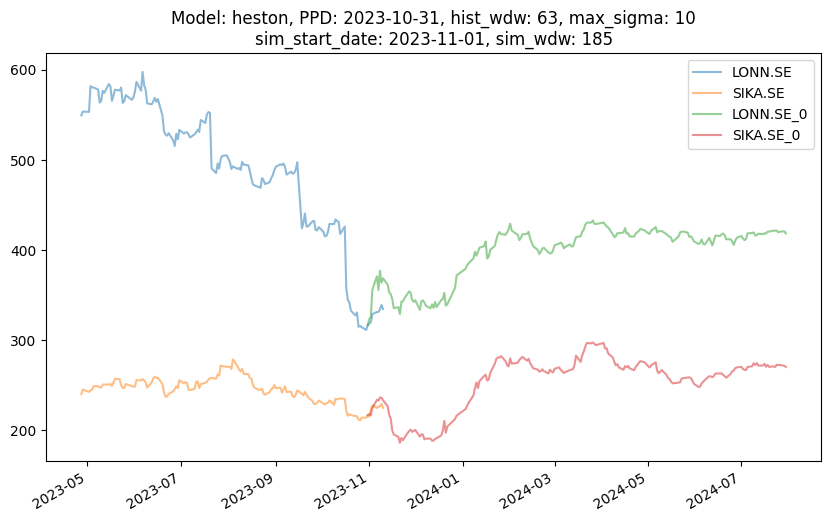 Model: heston, PPD: 2023-10-31, hist_wdw: 63, max_sigma: 10
sim_start_date: 2023-11-01, sim_wdw: 185
LONN.SE
SIKA.SE
LONN.SE_0
SIKA.SE_0
600
500
400
300
200
2023-05
2023-07
2023-09
2023-11
2024-01
2024-03
2024-05
2024-07